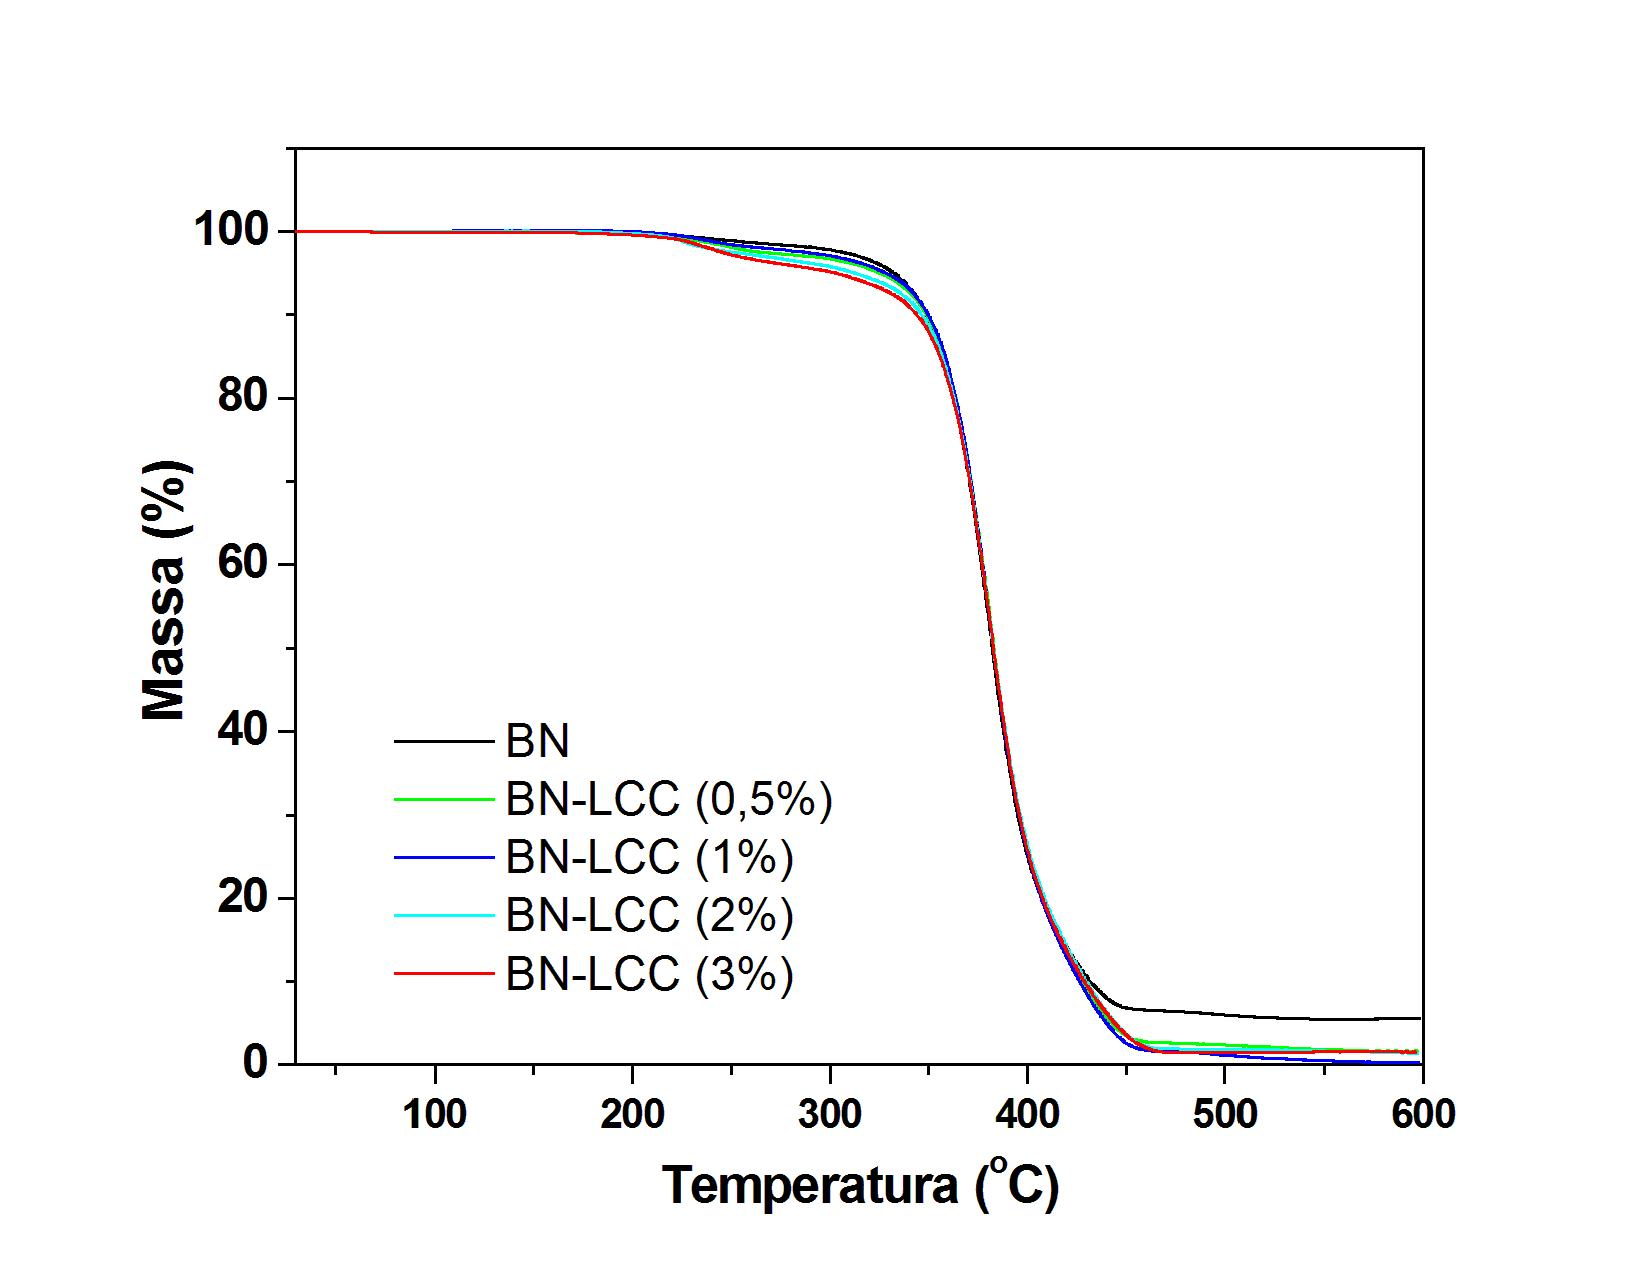 100
80
60
40
20
0
Massa (%)
BN
BN-LCC (0,5%)
BN-LCC (1%)
BN-LCC (2%)
BN-LCC (3%)
100 200 300 400 500 600
Temperatura (°C)